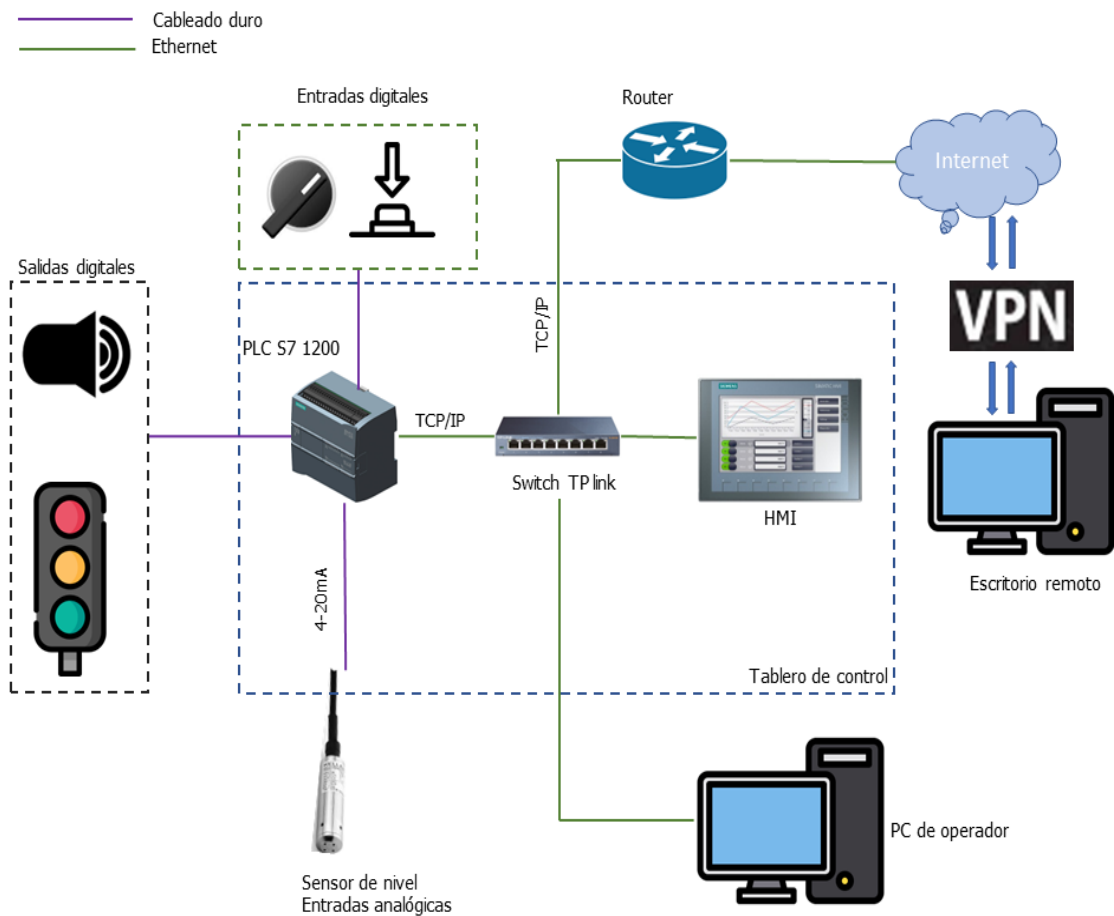 Cableado duro
Ethernet
Entradas digitales
Router
Internet
Salidas digitales
VPN
PLC S7 1200
TCP/IP
TCP/IP
SIEMENS
Switch TP link
HMI
Escritorio remoto
4-20mA
Tablero de control
PC de operador
Sensor de nivel
Entradas analógicas